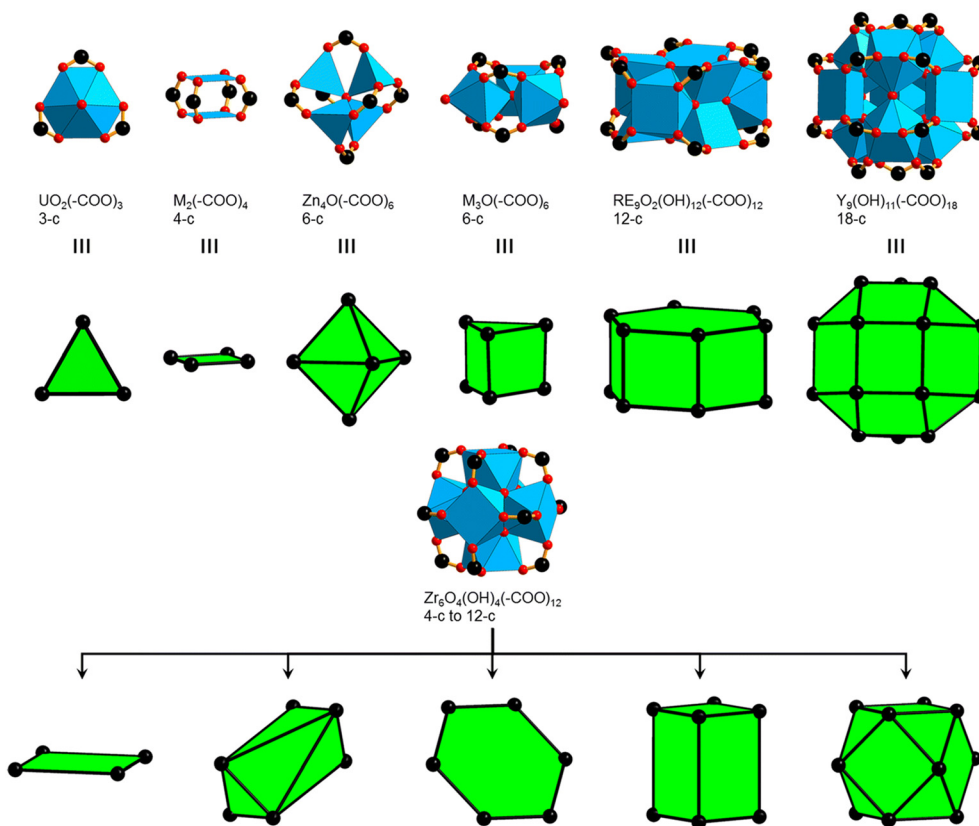 UO₂(-COO)₃
3-c
M₂(-COO)₄
4-c
Zn₄O(-COO)₆
6-c
M₃O(-COO)₆
6-c
RE₉O₂(OH)₁₂(-COO)₁₂
12-c
Y₉(OH)₁₁(-COO)₁₈
18-c
Zr₆O₄(OH)₄(-COO)₁₂
4-c to 12-c